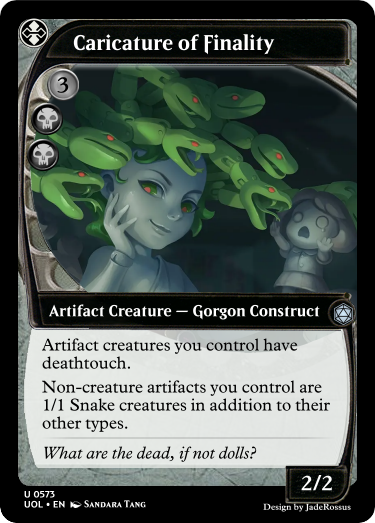 Caricature of Finality
3
Artifact Creature — Gorgon Construct
Artifact creatures you control have
deathtouch.
Non-creature artifacts you control are
1/1 Snake creatures in addition to their
other types.
What are the dead, if not dolls?
2/2
U 0573
UOL • EN Sandara Tang
Design by JadeRossus